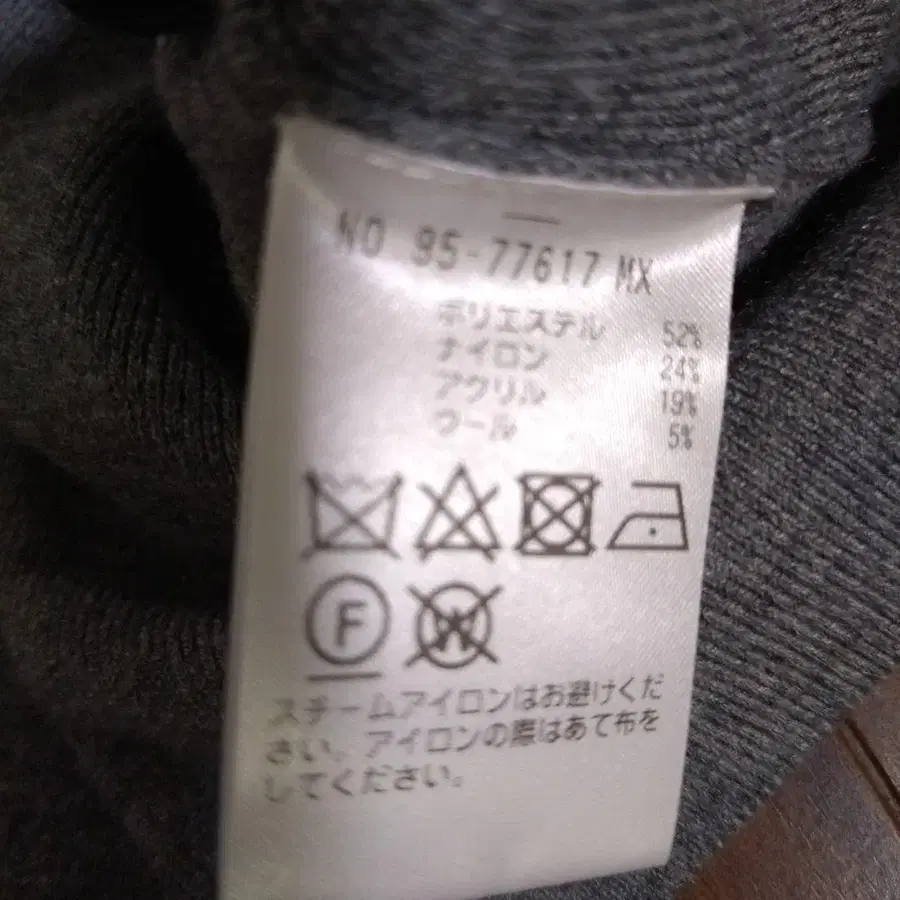 NO 95-77617 MX
ポリエステル 52%
ナイロン 24%
アクリル 19%
ウール 5%
F W
スチームアイロンはお避けくだ
さい。アイロンの際はあて布を
してください。